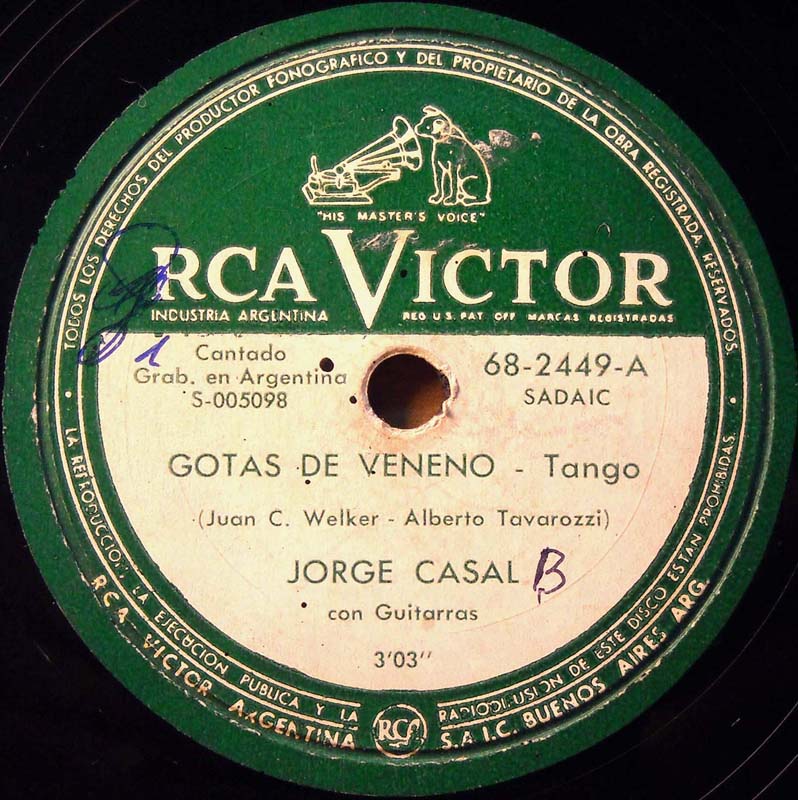 TODOS LOS DERECHOS DEL PRODUCTOR FONOGRAFICO Y DEL PROPIETARIO DE LA OBRA REGISTRADA, RESERVADOS.
"HIS MASTER'S VOICE"
RCA VICTOR
INDUSTRIA ARGENTINA
REG U.S. PAT OFF MARCAS REGISTRADAS
1
Cantado
Grab. en Argentina
S-005098
68-2449-A
SADAIC
GOTAS DE VENENO - Tango
(Juan C. Welker - Alberto Tavarozzi)
JORGE CASAL B
con Guitarras
3'03''
LA REPRODUCCION, LA EJECUCION PUBLICA Y LA RADIODIFUSION DE ESTE DISCO ESTAN PROHIBIDAS.
RCA VICTOR ARGENTINA RCA S.A.I.C. BUENOS AIRES ARG.